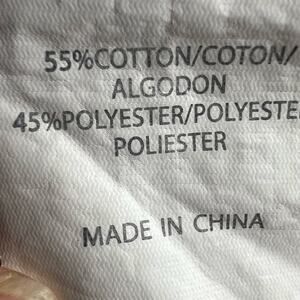 55%COTTON/COTON/
ALGODON
45%POLYESTER/POLYESTE
POLIESTER
MADE IN CHINA